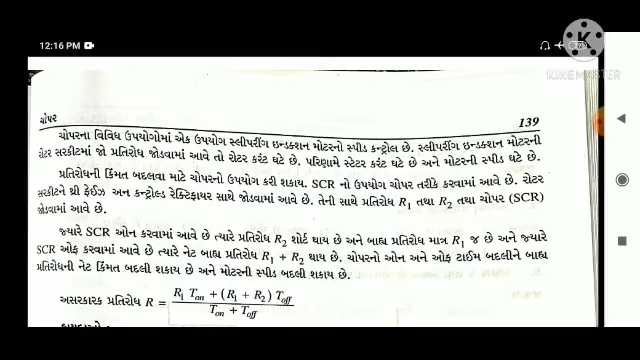 12:16 PM
KINEMASTER
ચોપર
139
ચોપરના વિવિધ ઉપયોગોમાં એક ઉપયોગ સ્લીપરીંગ ઇન્ડક્શન મોટરનો સ્પીડ કન્ટ્રોલ છે. સ્લીપરીંગ ઇન્ડક્શન મોટરની
રોટર સરકીટમાં જો પ્રતિરોધ જોડવામાં આવે તો રોટર કરંટ ઘટે છે. પરિણામે સ્ટેટર કરંટ ઘટે છે અને મોટરની સ્પીડ ઘટે છે.
પ્રતિરોધની કિંમત બદલવા માટે ચોપરનો ઉપયોગ કરી શકાય. SCR નો ઉપયોગ ચોપર તરીકે કરવામાં આવે છે. રોટર
સરકીટને થ્રી ફેઈઝ અન કન્ટ્રોલ્ડ રેક્ટિફાયર સાથે જોડવામાં આવે છે. તેની સાથે પ્રતિરોધ R₁ તથા R₂ તથા ચોપર (SCR)
જોડવામાં આવે છે.
જ્યારે SCR ઓન કરવામાં આવે છે ત્યારે પ્રતિરોધ R₂ શોર્ટ થાય છે અને બાહ્ય પ્રતિરોધ માત્ર R₁ જ છે અને જ્યારે
SCR ઓફ કરવામાં આવે છે ત્યારે નેટ બાહ્ય પ્રતિરોધ R₁ + R₂ થાય છે. ચોપરનો ઓન અને ઓફ ટાઈમ બદલીને બાહ્ય
પ્રતિરોધની નેટ કિંમત બદલી શકાય છે અને મોટરની સ્પીડ બદલી શકાય છે.
અસરકારક પ્રતિરોધ R = (R₁ Tₒₙ + (R₁ + R₂) Tₒff) / (Tₒₙ + Tₒff)